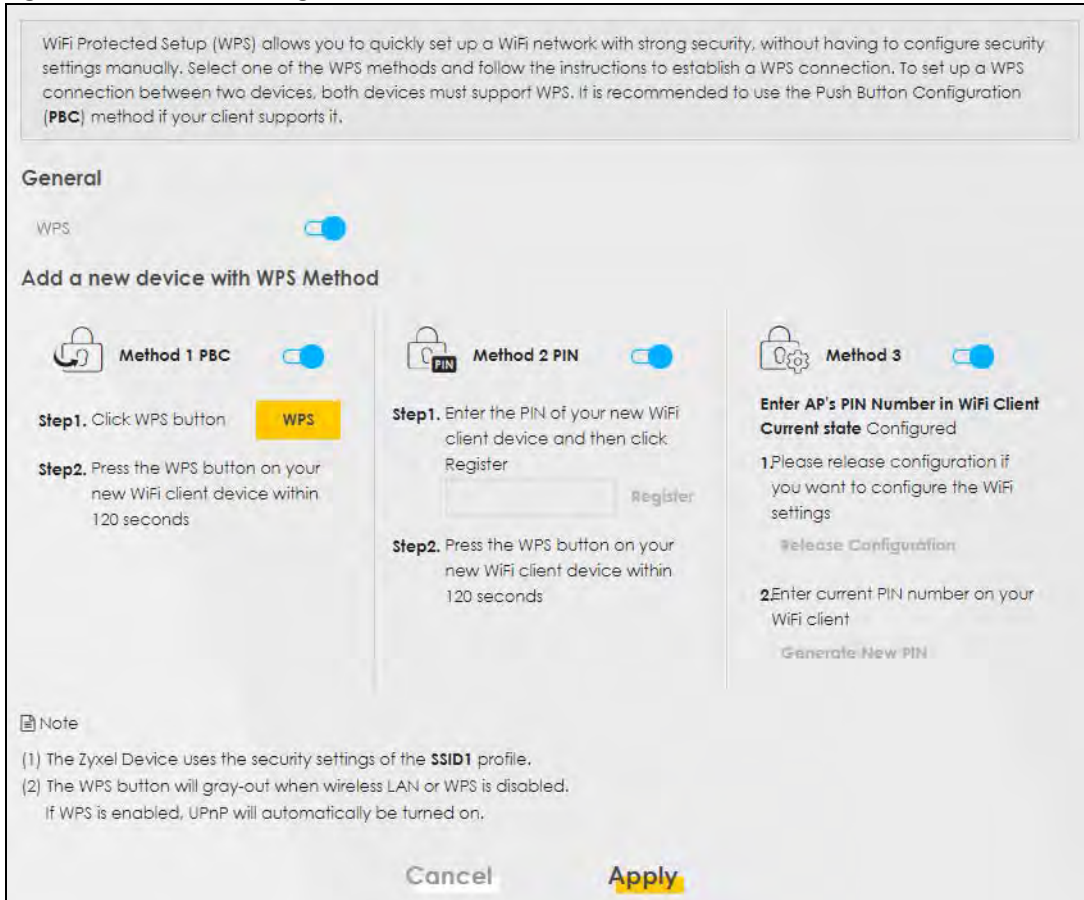 WiFi Protected Setup (WPS) allows you to quickly set up a WiFi network with strong security, without having to configure security
settings manually. Select one of the WPS methods and follow the instructions to establish a WPS connection. To set up a WPS
connection between two devices, both devices must support WPS. It is recommended to use the Push Button Configuration
(PBC) method if your client supports it.
General
WPS
Add a new device with WPS Method
Method 1 PBC
Step1. Click WPS button WPS
Step2. Press the WPS button on your
new WiFi client device within
120 seconds
PIN Method 2 PIN
Step1. Enter the PIN of your new WiFi
client device and then click
Register
Register
Step2. Press the WPS button on your
new WiFi client device within
120 seconds
Method 3
Enter AP's PIN Number in WiFi Client
Current state Configured
1.Please release configuration if
you want to configure the WiFi
settings
Release Configuration
2.Enter current PIN number on your
WiFi client
Generate New PIN
Note
(1) The Zyxel Device uses the security settings of the SSID1 profile.
(2) The WPS button will gray-out when wireless LAN or WPS is disabled.
If WPS is enabled, UPnP will automatically be turned on.
Cancel Apply